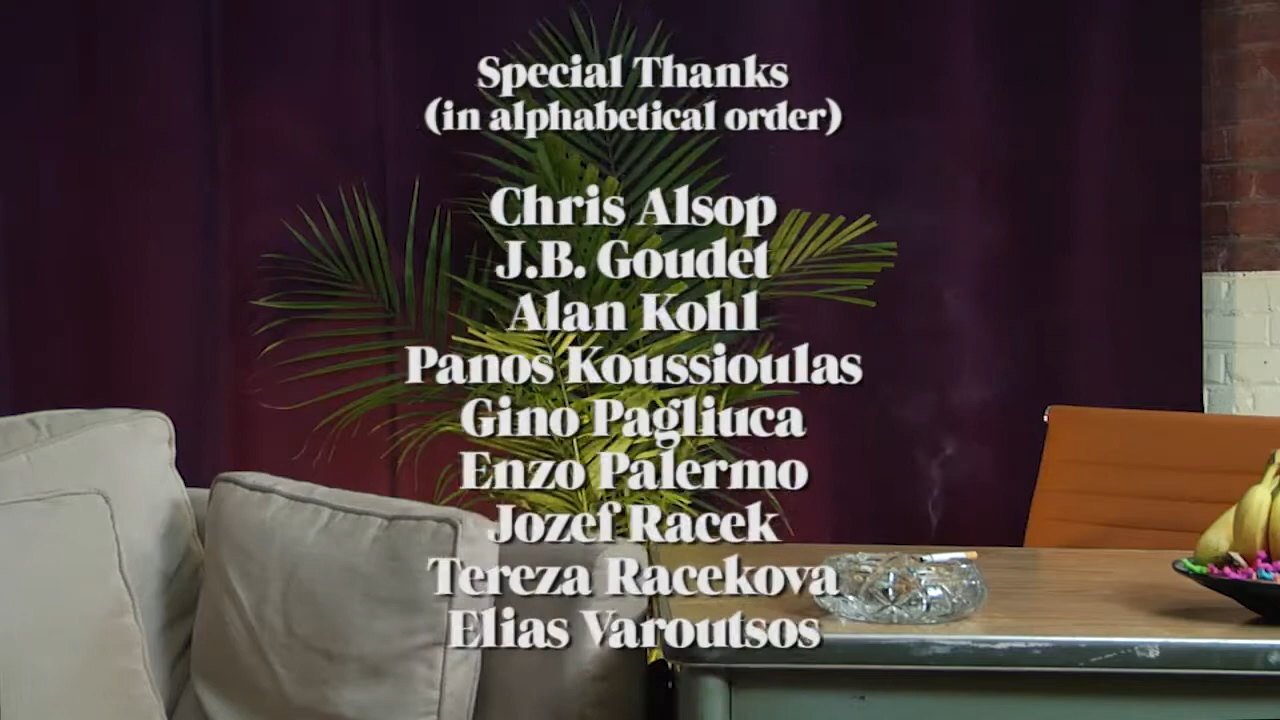 Special Thanks
(in alphabetical order)
Chris Alsop
J.B. Goudet
Alan Kohl
Panos Koussioulas
Gino Pagliuca
Enzo Palermo
Jozef Racek
Tereza Racekova
Elias Varoutsos